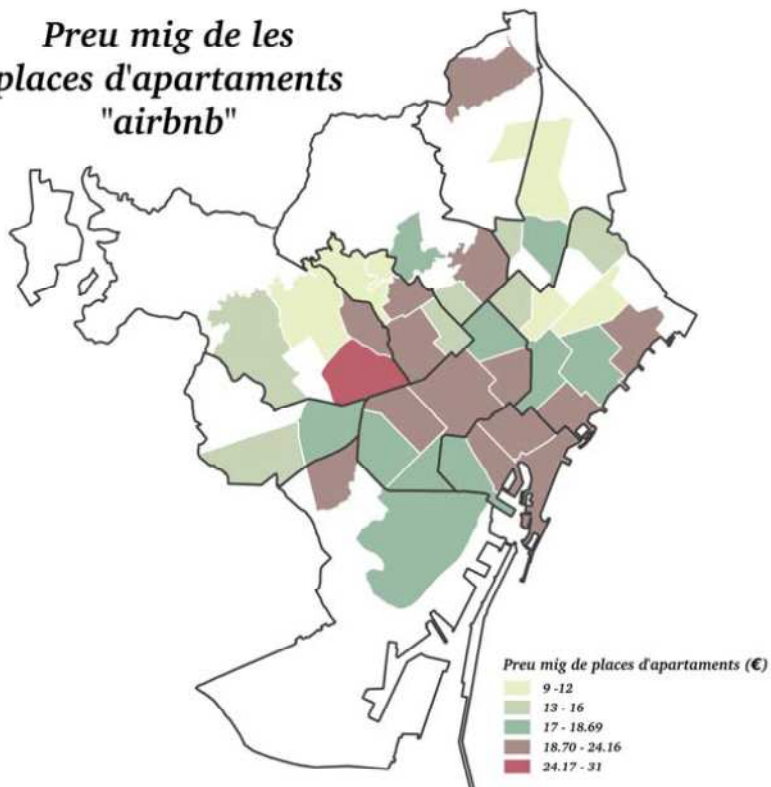 Preu mig de les
places d'apartaments
"airbnb"
Preu mig de places d'apartaments (€)
9 -12
13 - 16
17 - 18.69
18.70 - 24.16
24.17 - 31